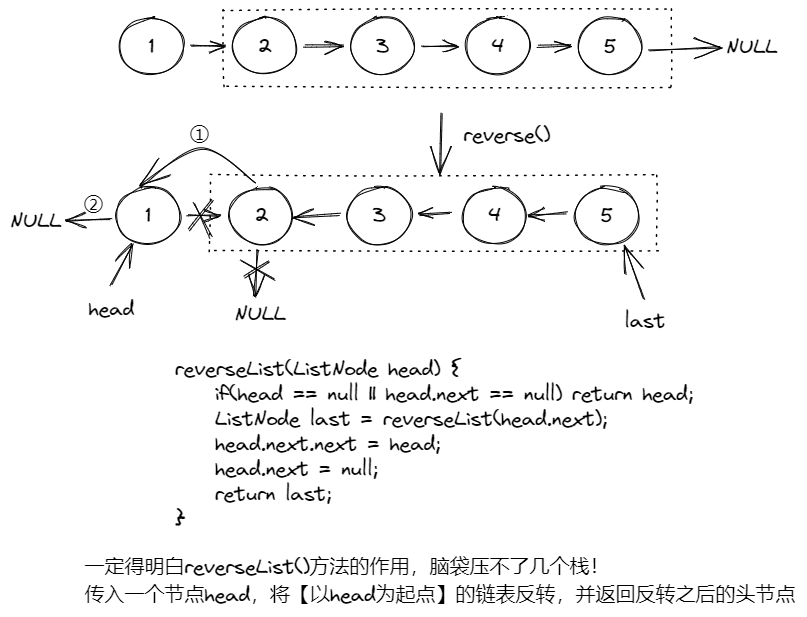 1 2 3 4 5 NULL
reverse()
①
NULL ② 1 2 3 4 5
head NULL last
reverseList(ListNode head) {
if(head == null || head.next == null) return head;
ListNode last = reverseList(head.next);
head.next.next = head;
head.next = null;
return last;
}
一定得明白reverseList()方法的作用，脑袋压不了几个栈！
传入一个节点head，将【以head为起点】的链表反转，并返回反转之后的头节点